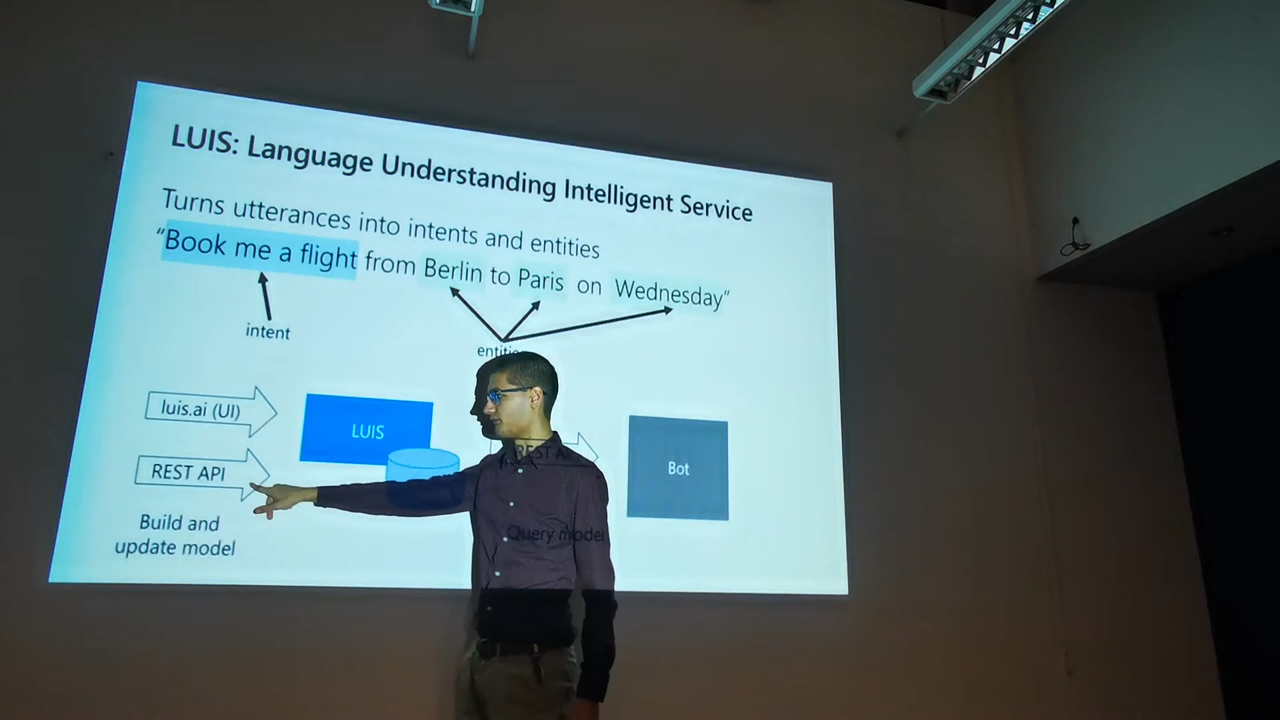 LUIS: Language Understanding Intelligent Service
Turns utterances into intents and entities
“Book me a flight from Berlin to Paris on Wednesday”
intent
luis.ai (UI)
LUIS
REST API
Bot
Build and
update model
Query model